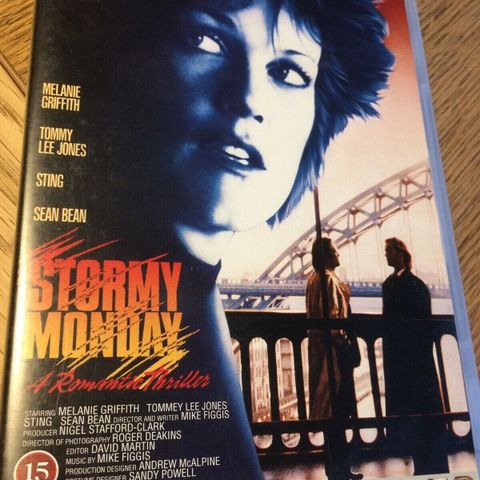 MELANIE
GRIFFITH
TOMMY
LEE JONES
STING
SEAN BEAN
STORMY
MONDAY
A Romantic Thriller
STARRING MELANIE GRIFFITH TOMMEY LEE JONES
STING SEAN BEAN DIRECTOR AND WRITER MIKE FIGGIS
PRODUCER NIGEL STAFFORD-CLARK
DIRECTOR OF PHOTOGRAPHY ROGER DEAKINS
EDITOR DAVID MARTIN
MUSIC BY MIKE FIGGIS
PRODUCTION DESIGNER ANDREW McALPINE
COSTUME DESIGNER SANDY POWELL
15